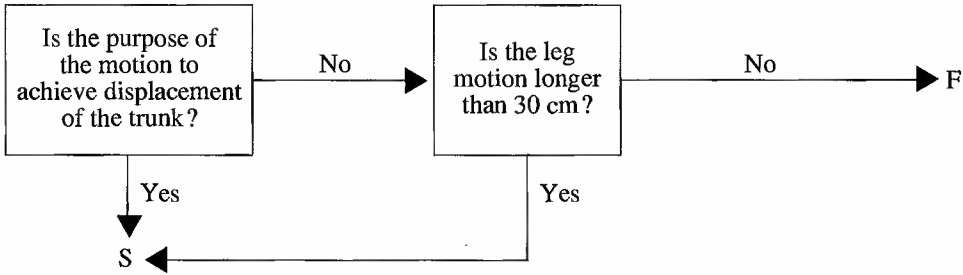 Is the purpose of
the motion to
achieve displacement
of the trunk?
No
Is the leg
motion longer
than 30 cm?
No
F
Yes
Yes
S